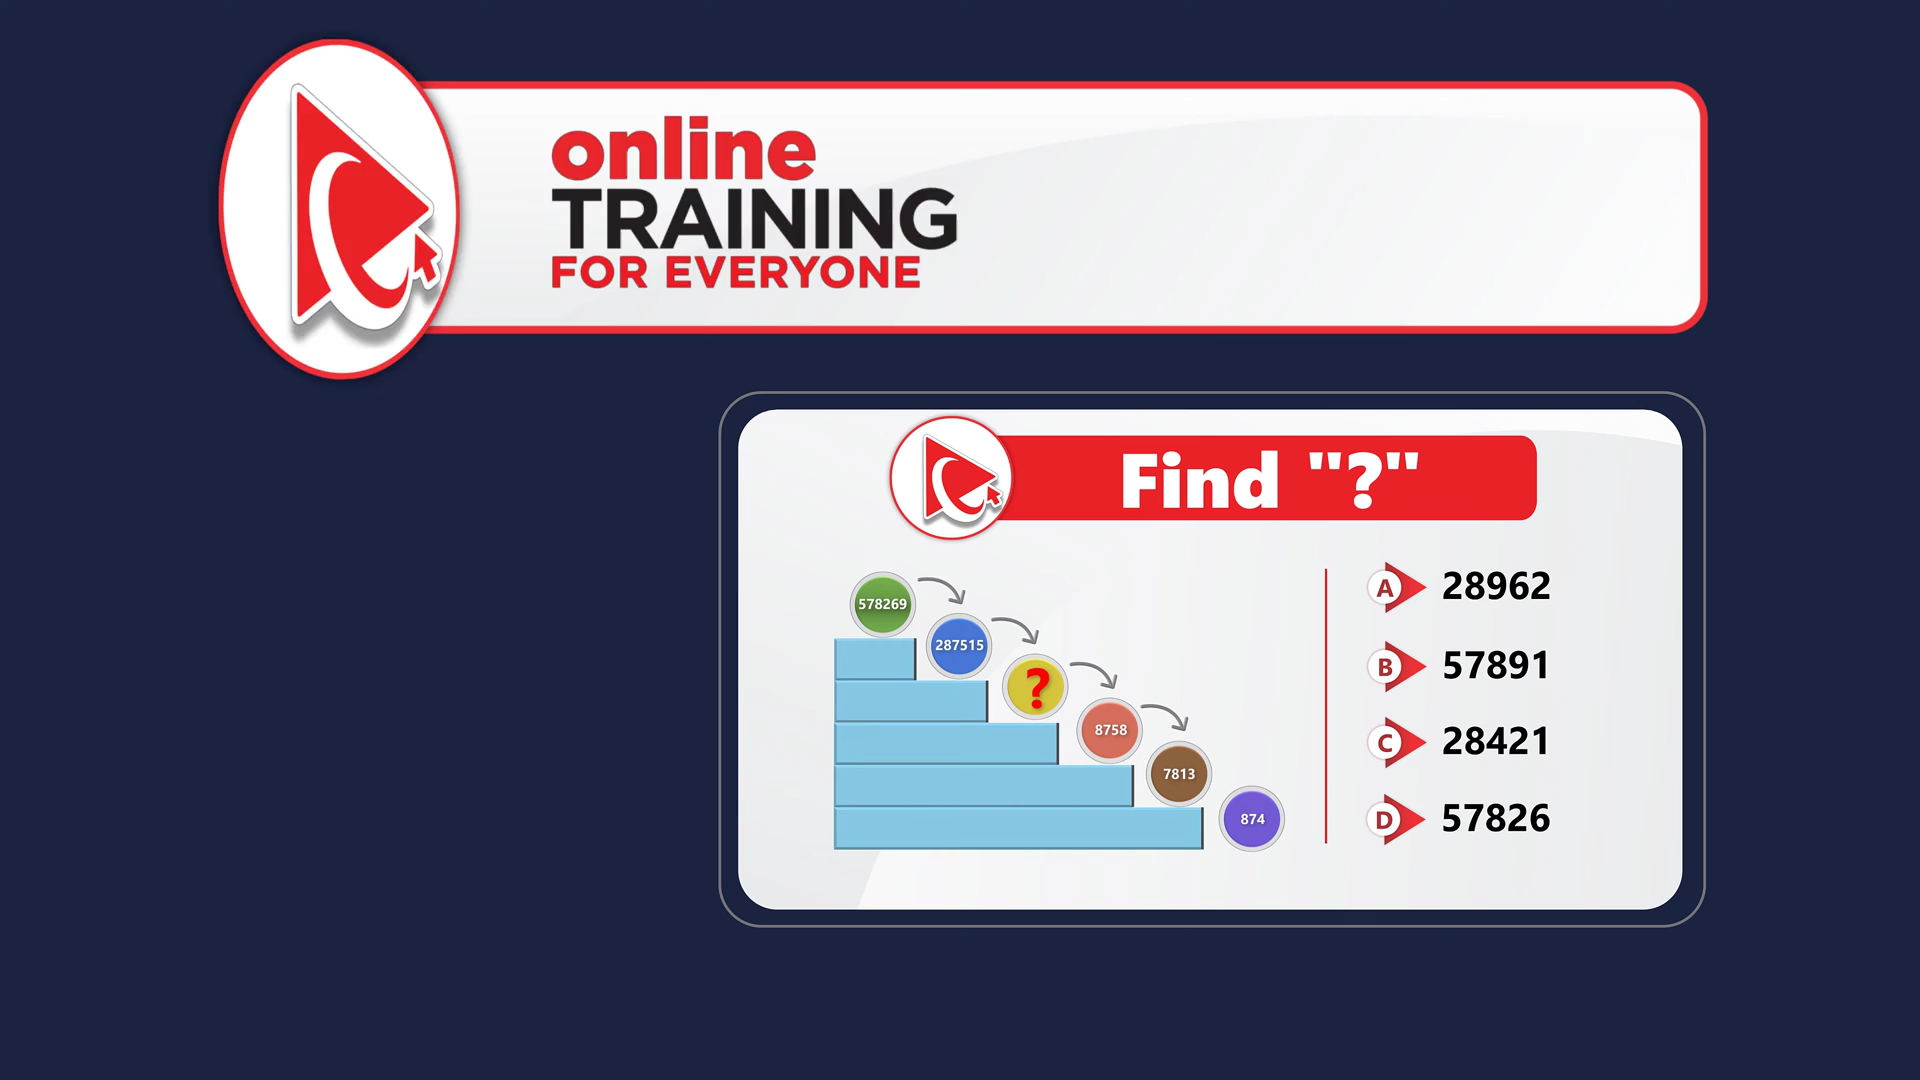 online
TRAINING
FOR EVERYONE
Find "?"
578269
287515
?
8758
7813
874
A 28962
B 57891
C 28421
D 57826